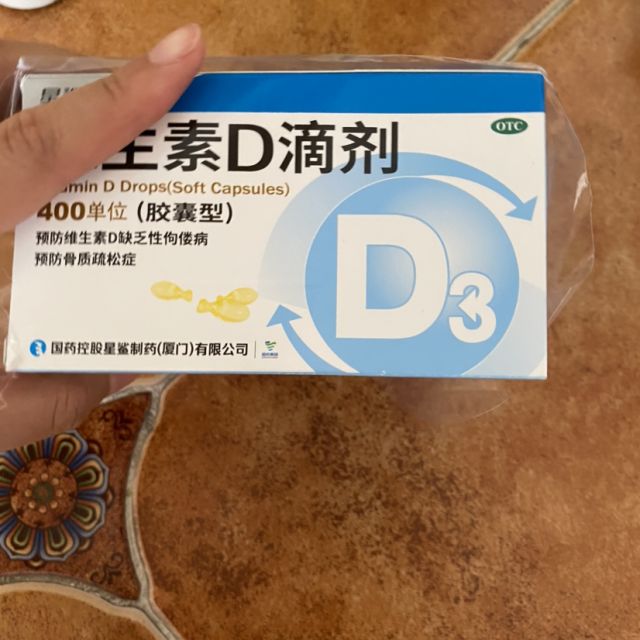 OTC
生素D滴剂
min D Drops(Soft Capsules)
400单位(胶囊型)
预防维生素D缺乏性佝偻病
预防骨质疏松症
D3
国药控股星鲨制药(厦门)有限公司